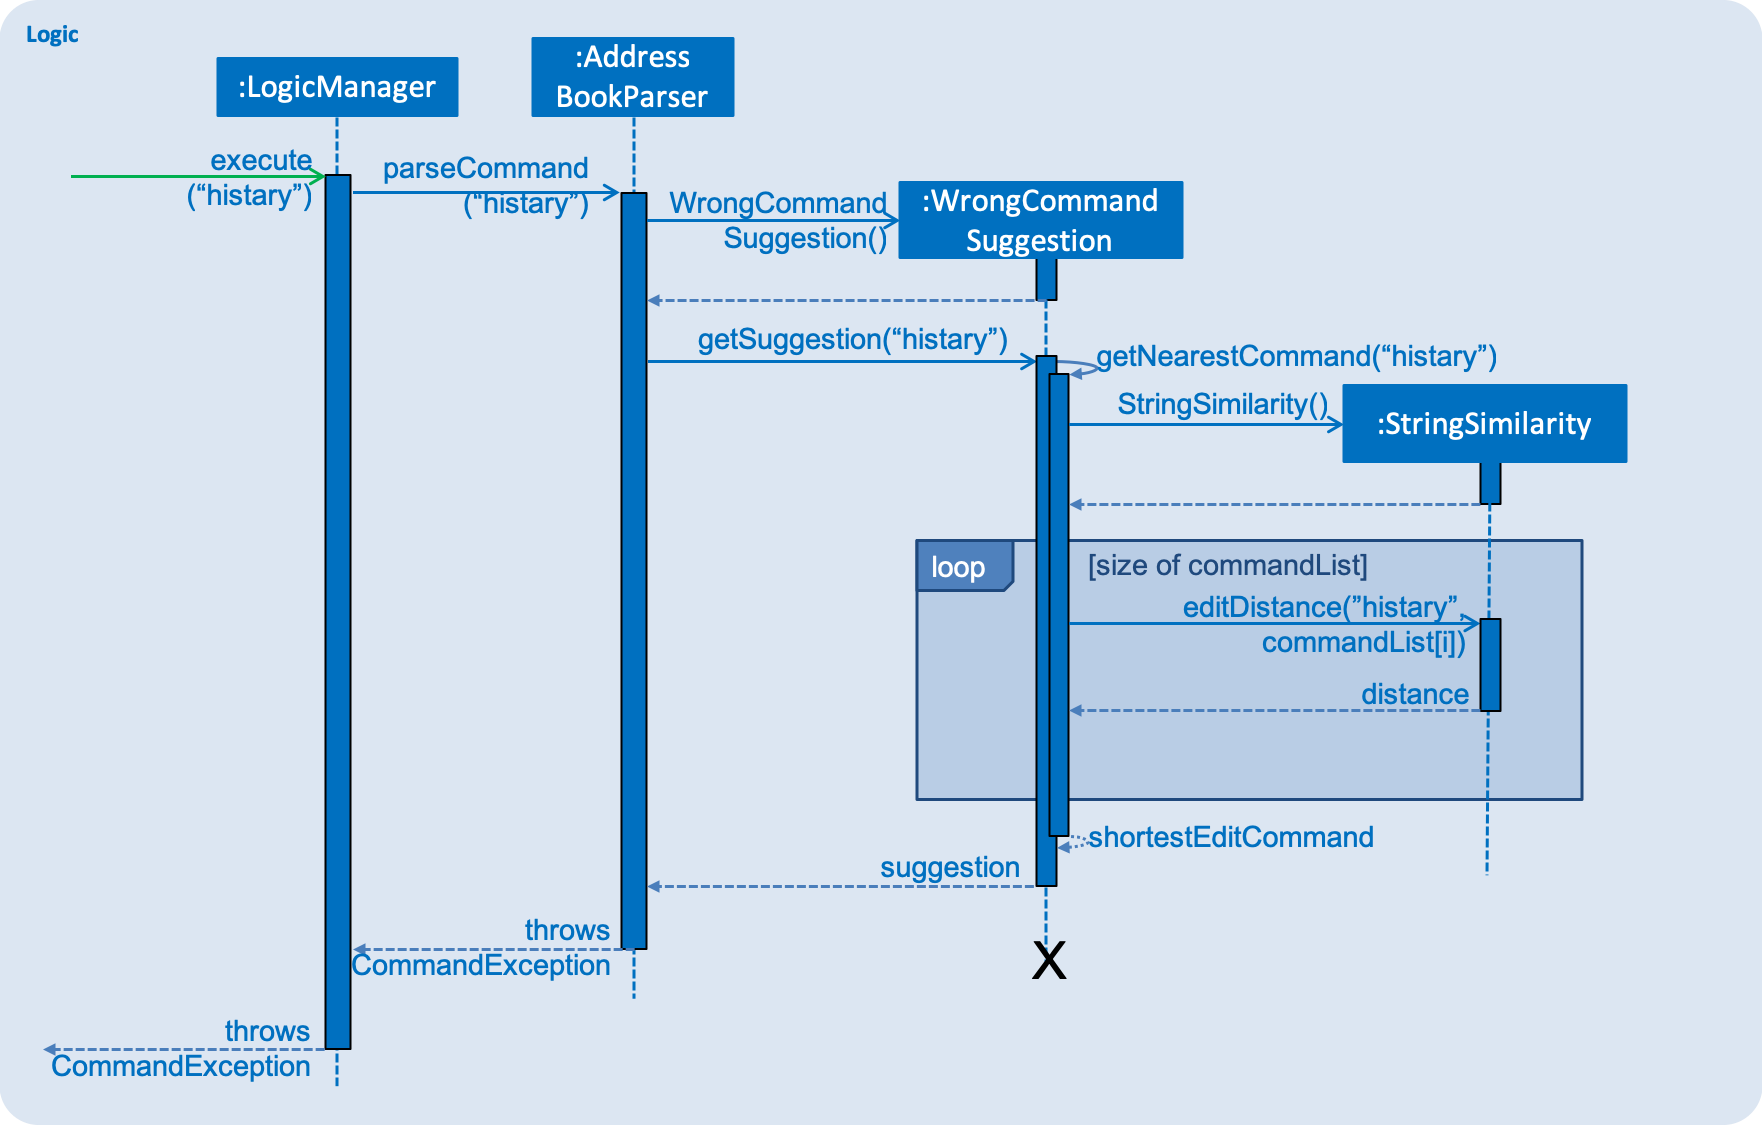 Logic
:LogicManager
:Address
BookParser
execute
(“histary”)
parseCommand
(“histary”)
WrongCommand
Suggestion()
:WrongCommand
Suggestion
getSuggestion(“histary”)
getNearestCommand(“histary”)
StringSimilarity()
:StringSimilarity
loop
[size of commandList]
editDistance(”histary”,
commandList[i])
distance
shortestEditCommand
suggestion
throws
CommandException
X
throws
CommandException